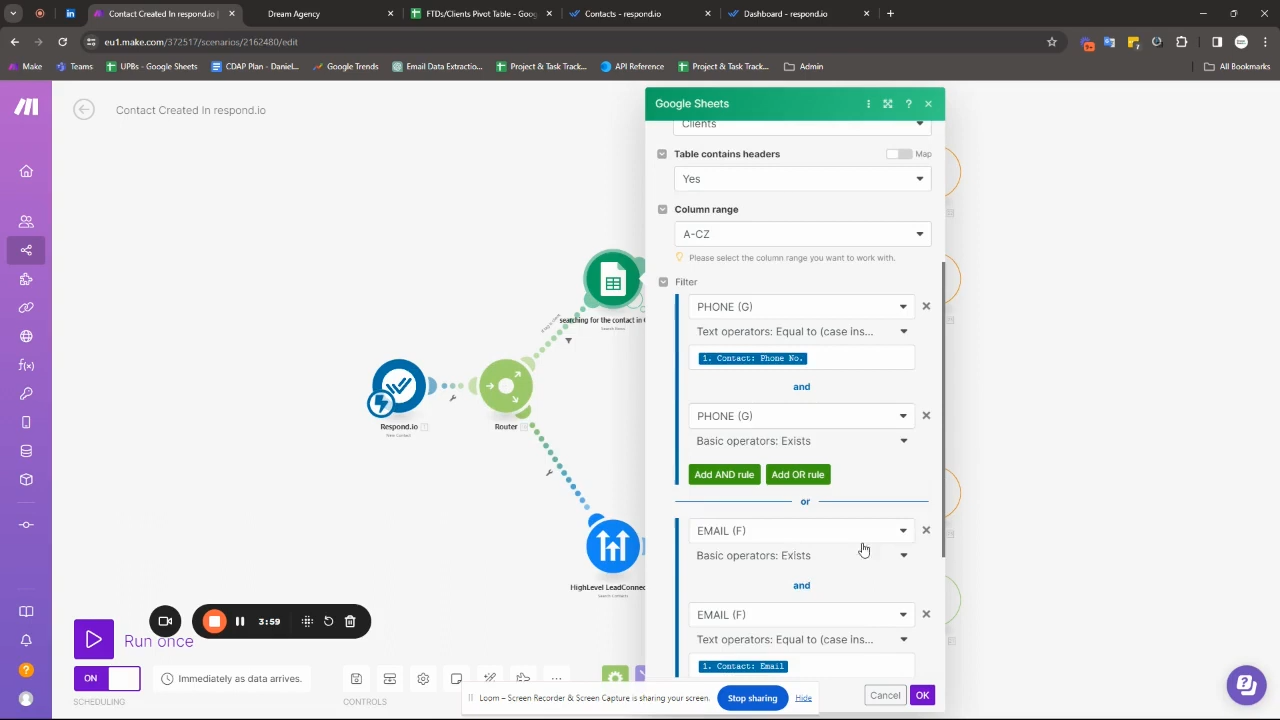 Contact Created In respond.io
Dream Agency
FTDs/Clients Pivot Table - Goog
Contacts - respond.io
Dashboard - respond.io
eu1.make.com/372517/scenarios/2162480/edit
Make
Teams
UPBs - Google Sheets
CDAP Plan - Daniel...
Google Trends
Email Data Extractio...
Project & Task Track...
API Reference
Project & Task Track...
Admin
All Bookmarks
Contact Created In respond.io
Google Sheets
Clients
Table contains headers
Map
Yes
Column range
A-CZ
Please select the column range you want to work with.
Filter
PHONE (G)
Text operators: Equal to (case ins...
1. Contact: Phone No.
and
PHONE (G)
Basic operators: Exists
Add AND rule
Add OR rule
or
EMAIL (F)
Basic operators: Exists
and
EMAIL (F)
Text operators: Equal to (case ins...
1. Contact: Email
Cancel
OK
searching for the contact in
Search Rows
Respond.io
New Contact
Router
HighLevel LeadConnec
Search Contacts
3:59
Run once
ON
Immediately as data arrives.
SCHEDULING
CONTROLS
Loom – Screen Recorder & Screen Capture is sharing your screen.
Stop sharing
Hide